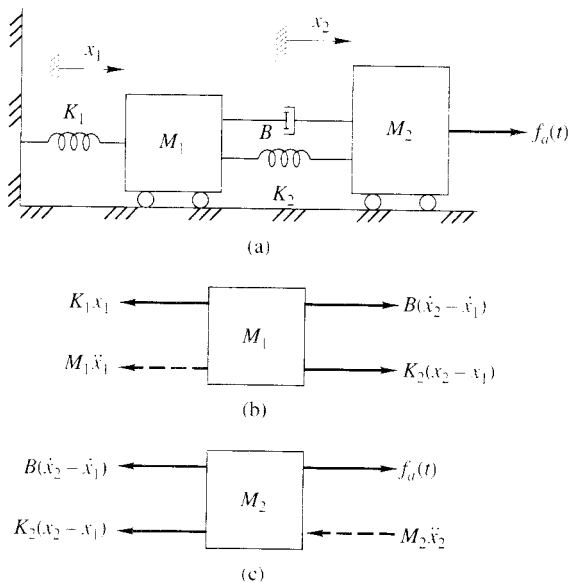 x₁
x₂
K₁
M₁
B
K₂
M₂
fₐ(t)
(a)
K₁x₁
M₁ẍ₁
M₁
B(ẋ₂ − ẋ₁)
K₂(x₂ − x₁)
(b)
B(ẋ₂ − ẋ₁)
K₂(x₂ − x₁)
M₂
fₐ(t)
M₂ẍ₂
(c)